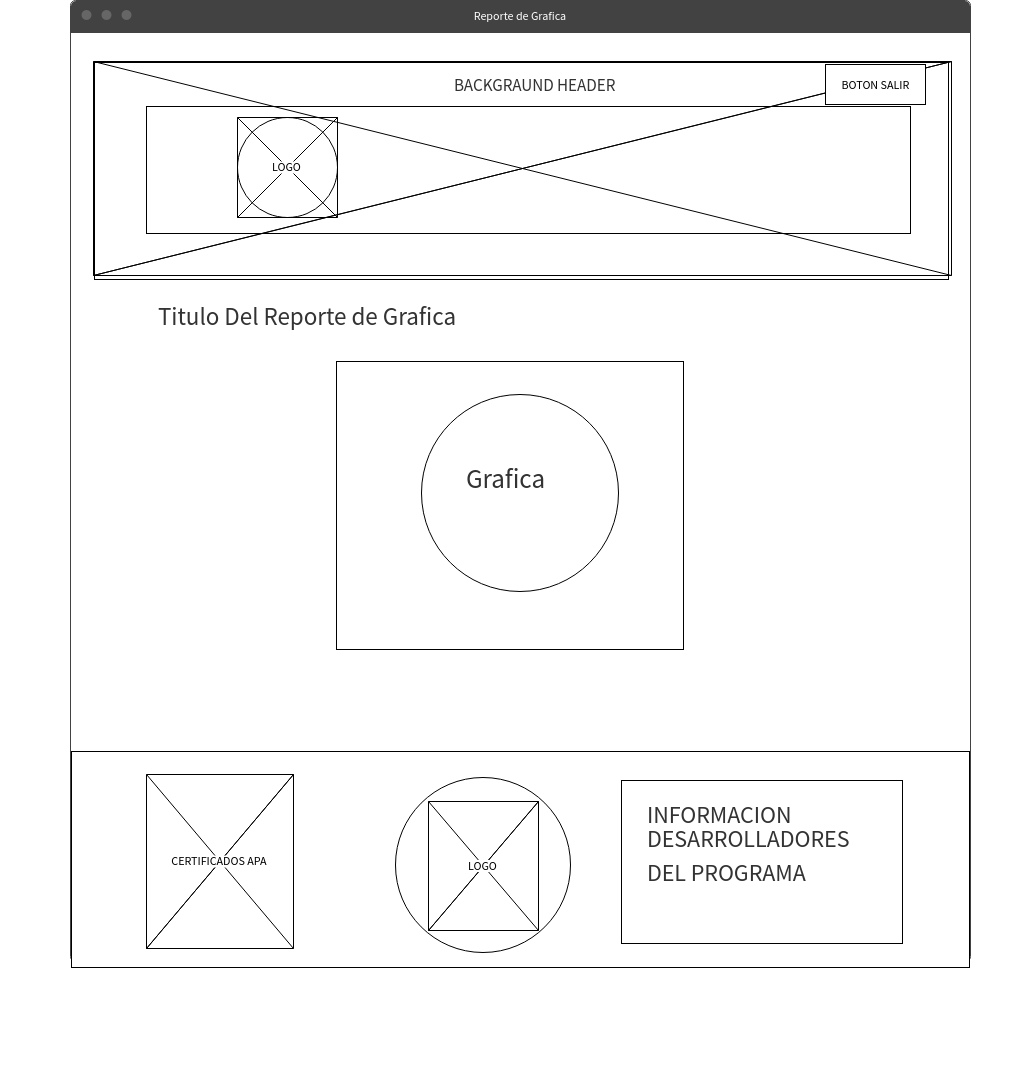 Reporte de Grafica
BACKGRAUND HEADER
BOTON SALIR
LOGO
Titulo Del Reporte de Grafica
Grafica
CERTIFICADOS APA
LOGO
INFORMACION
DESARROLLADORES
DEL PROGRAMA